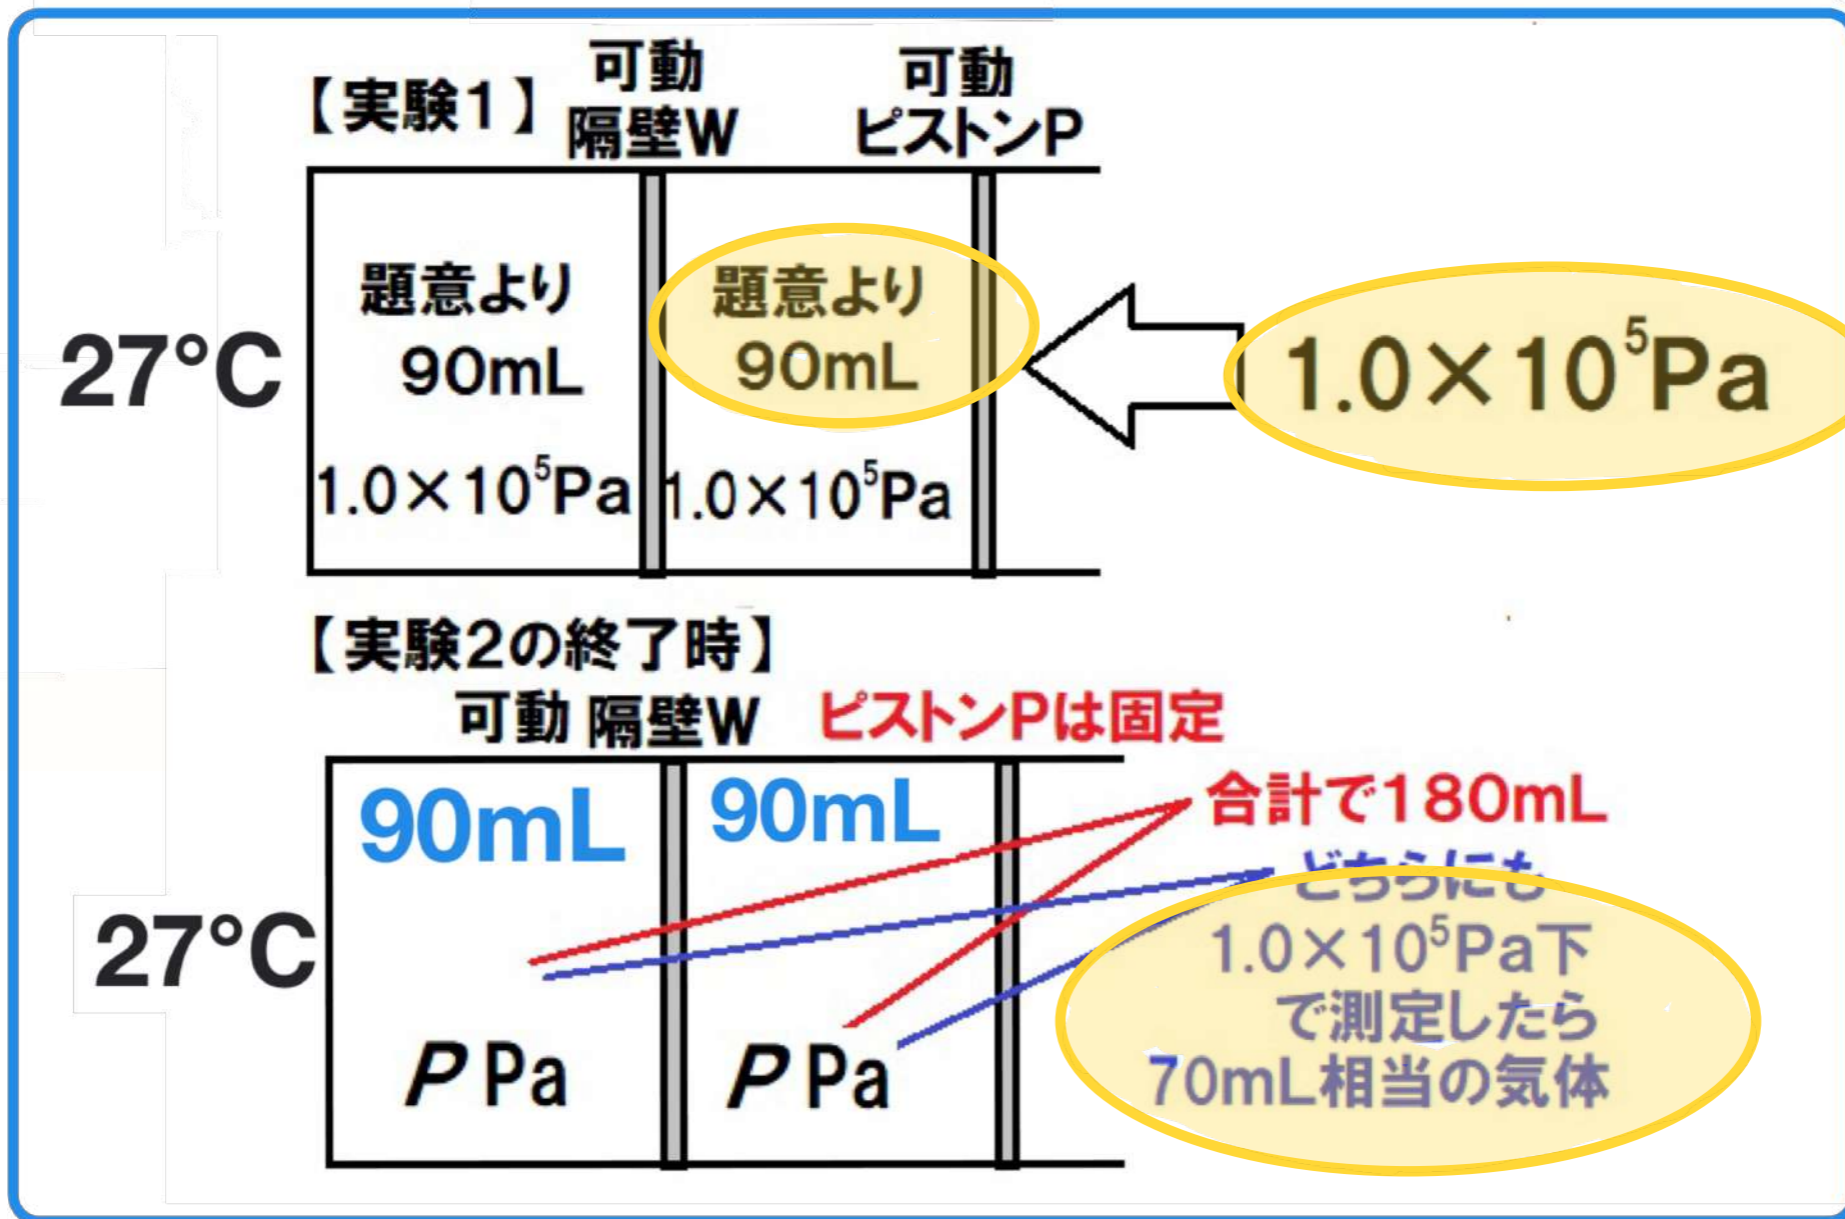 【実験1】
可動
隔壁W
可動
ピストンP
27°C
題意より
90mL
1.0×10⁵Pa
題意より
90mL
1.0×10⁵Pa
1.0×10⁵Pa
【実験2の終了時】
可動 隔壁W
ピストンPは固定
27°C
90mL
P Pa
90mL
P Pa
合計で180mL
どちらにも
1.0×10⁵Pa下
で測定したら
70mL相当の気体